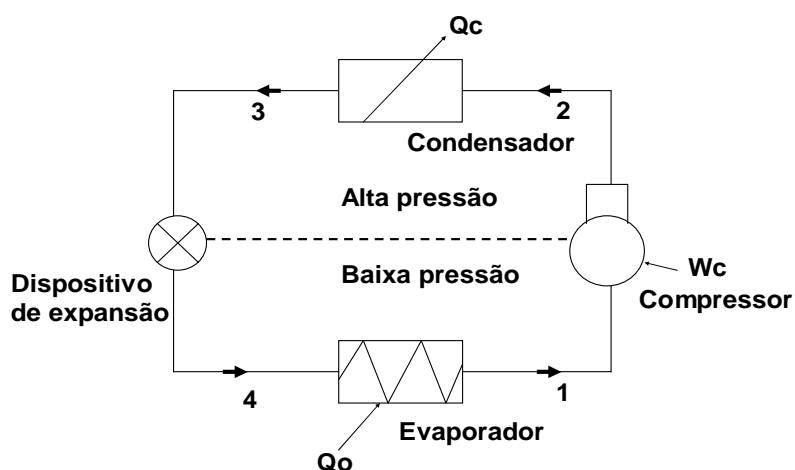 Qc
3
2
Condensador
Alta pressão
Baixa pressão
Wc
Compressor
Dispositivo
de expansão
4
1
Evaporador
Qo